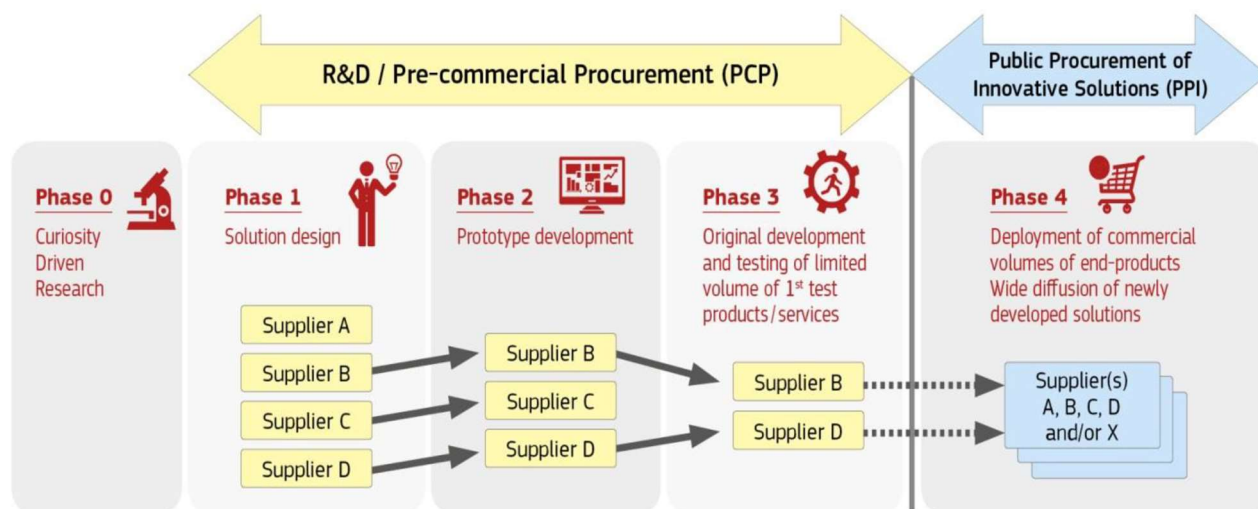 R&D / Pre-commercial Procurement (PCP)
Public Procurement of
Innovative Solutions (PPI)
Phase 0
Curiosity
Driven
Research
Phase 1
Solution design
Supplier A
Supplier B
Supplier C
Supplier D
Phase 2
Prototype development
Supplier B
Supplier C
Supplier D
Phase 3
Original development
and testing of limited
volume of 1st test
products/services
Supplier B
Supplier D
Phase 4
Deployment of commercial
volumes of end-products
Wide diffusion of newly
developed solutions
Supplier(s)
A, B, C, D
and/or X